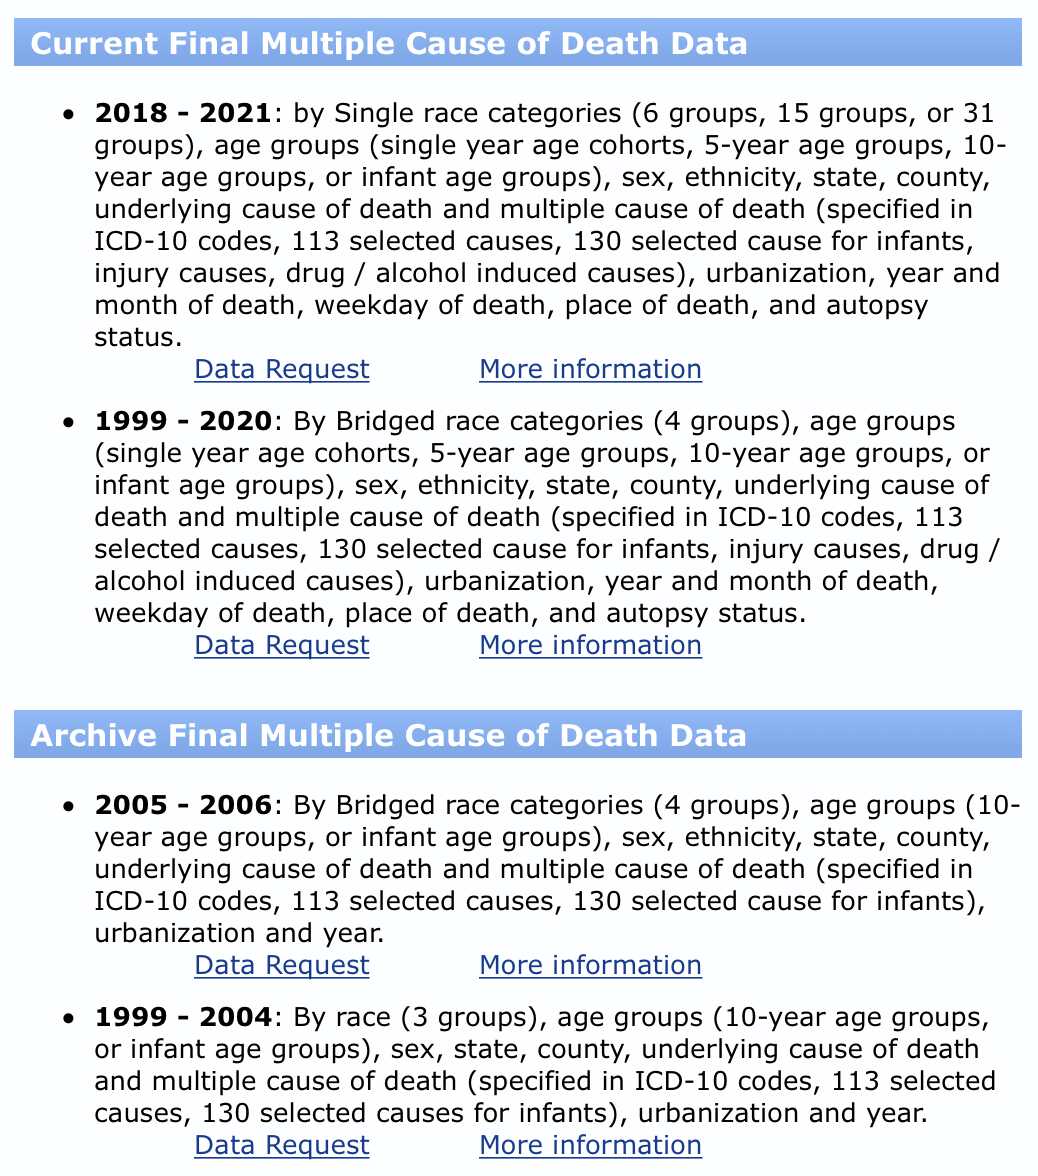 Current Final Multiple Cause of Death Data
• 2018 - 2021: by Single race categories (6 groups, 15 groups, or 31
groups), age groups (single year age cohorts, 5-year age groups, 10-
year age groups, or infant age groups), sex, ethnicity, state, county,
underlying cause of death and multiple cause of death (specified in
ICD-10 codes, 113 selected causes, 130 selected cause for infants,
injury causes, drug / alcohol induced causes), urbanization, year and
month of death, weekday of death, place of death, and autopsy
status.
Data Request More information
• 1999 - 2020: By Bridged race categories (4 groups), age groups
(single year age cohorts, 5-year age groups, 10-year age groups, or
infant age groups), sex, ethnicity, state, county, underlying cause of
death and multiple cause of death (specified in ICD-10 codes, 113
selected causes, 130 selected cause for infants, injury causes, drug /
alcohol induced causes), urbanization, year and month of death,
weekday of death, place of death, and autopsy status.
Data Request More information
Archive Final Multiple Cause of Death Data
• 2005 - 2006: By Bridged race categories (4 groups), age groups (10-
year age groups, or infant age groups), sex, ethnicity, state, county,
underlying cause of death and multiple cause of death (specified in
ICD-10 codes, 113 selected causes, 130 selected cause for infants),
urbanization and year.
Data Request More information
• 1999 - 2004: By race (3 groups), age groups (10-year age groups,
or infant age groups), sex, state, county, underlying cause of death
and multiple cause of death (specified in ICD-10 codes, 113 selected
causes, 130 selected causes for infants), urbanization and year.
Data Request More information